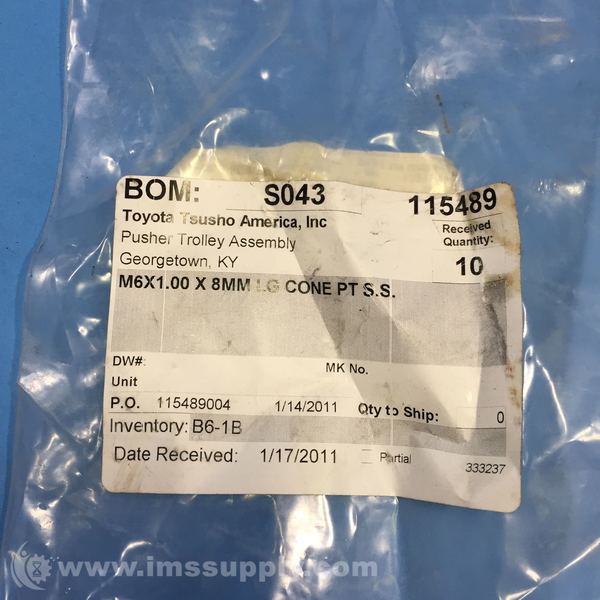 BOM: S043 115489
Toyota Tsusho America, Inc Received
Pusher Trolley Assembly Quantity:
Georgetown, KY 10
M6X1.00 X 8MM LG CONE PT S.S.
DW#: MK No.
Unit
P.O. 115489004 1/14/2011 Qty to Ship: 0
Inventory: B6-1B
Date Received: 1/17/2011 Partial 333237
www.imssupply.com